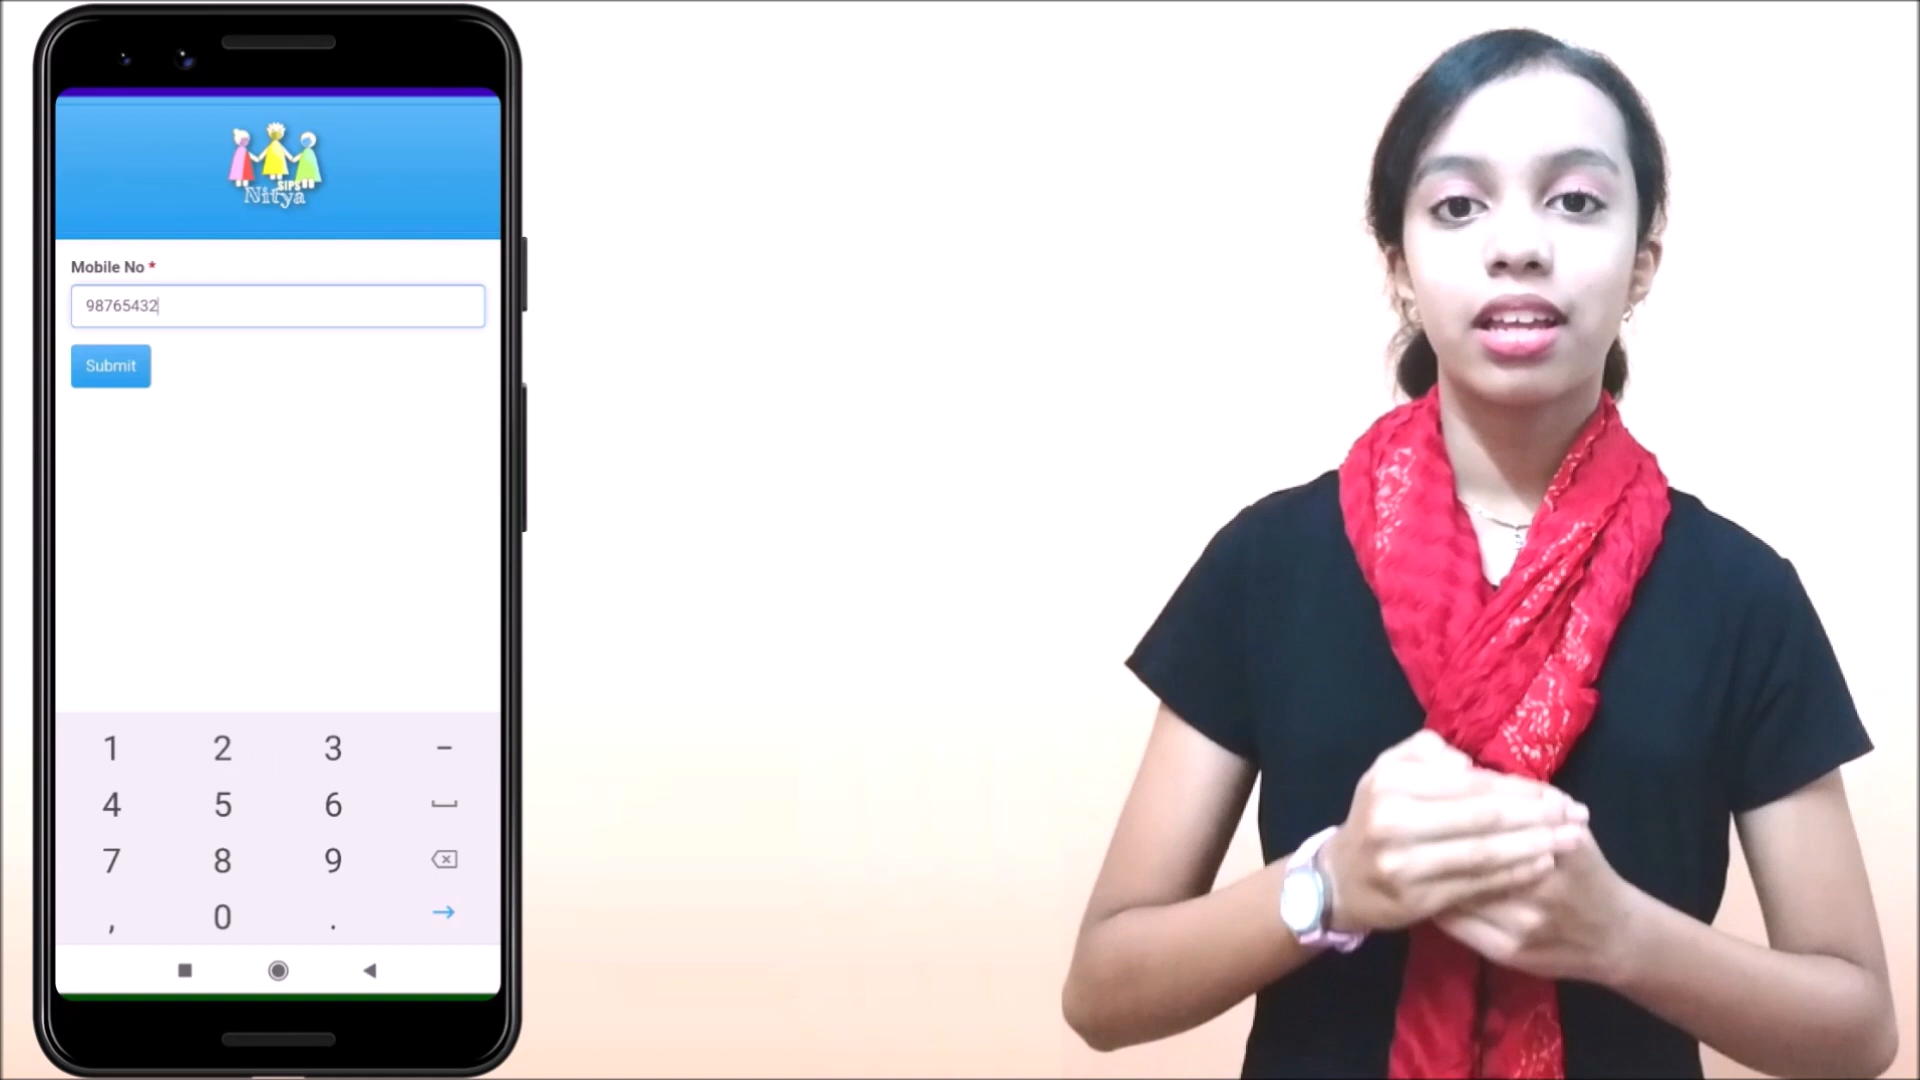 SIPS
Nitya
Mobile No *
98765432
Submit
1 2 3 -
4 5 6
7 8 9
, 0 .